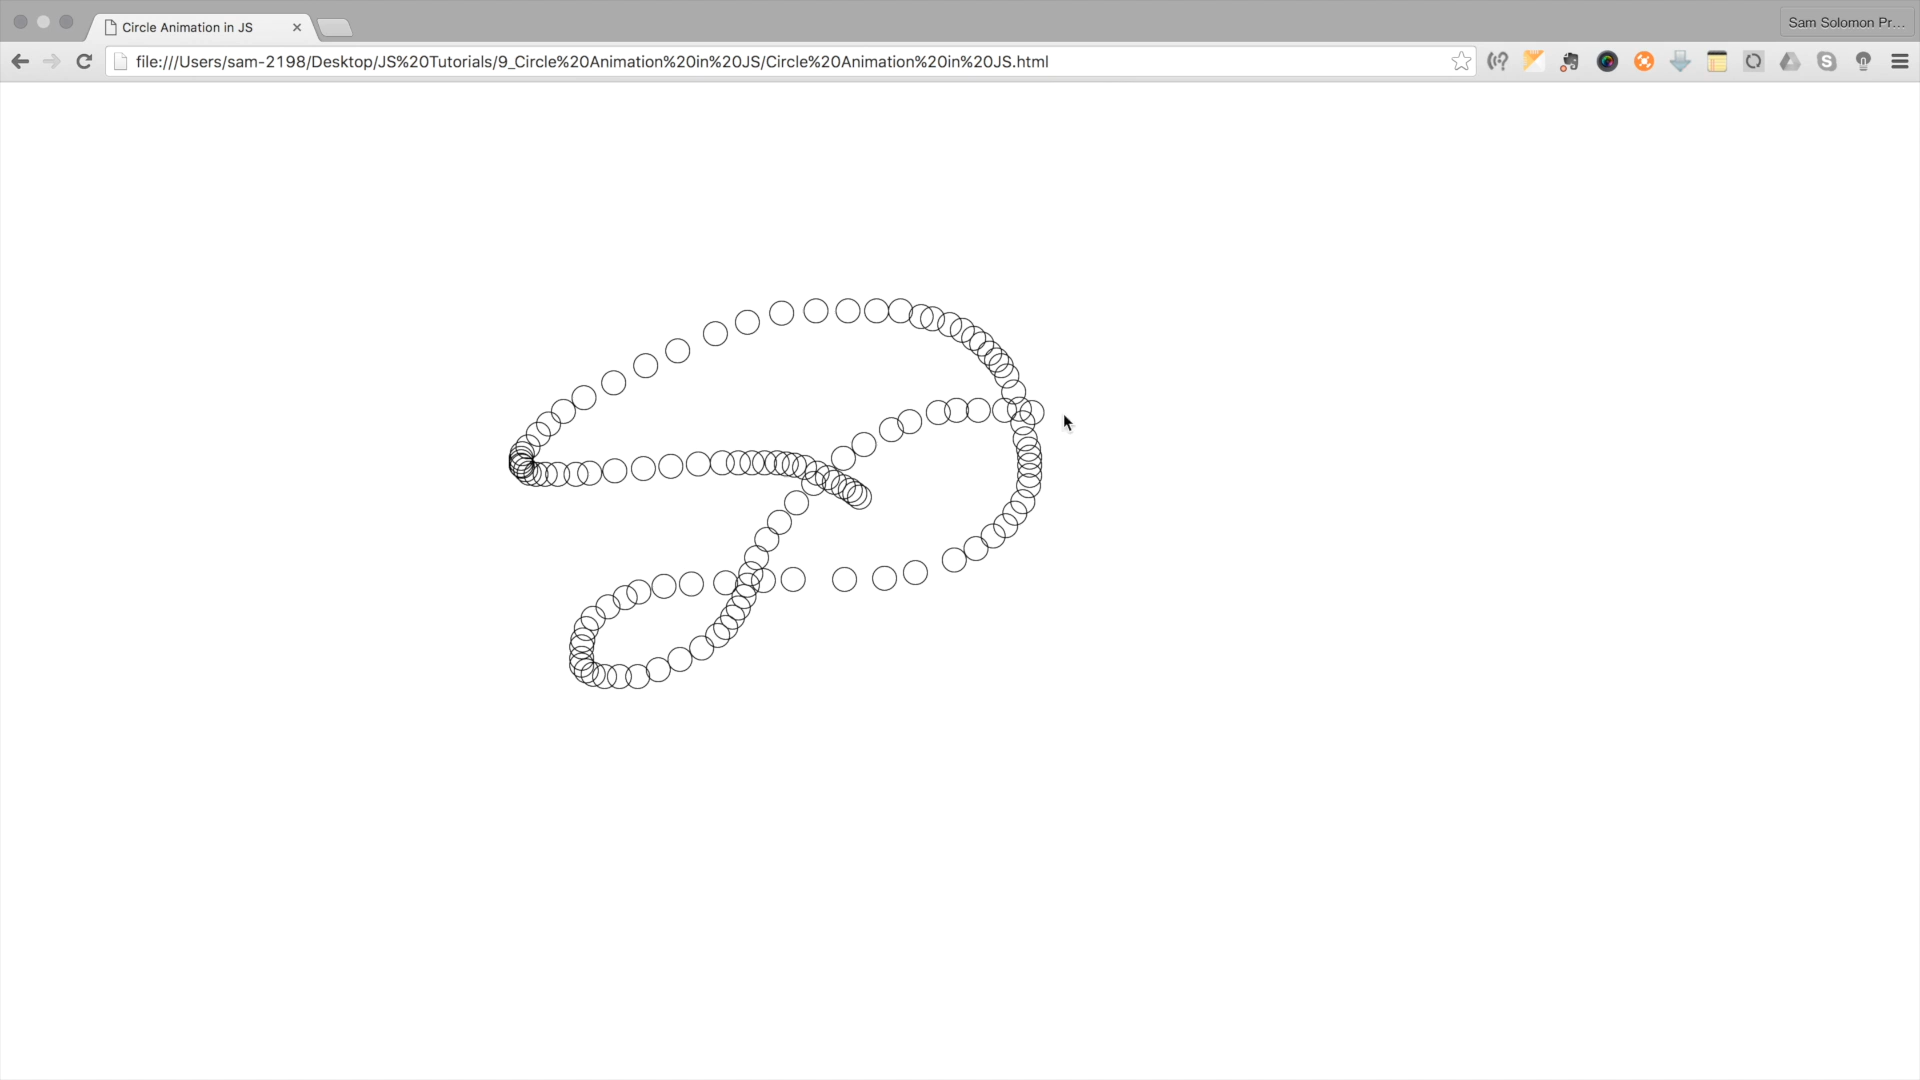 Circle Animation in JS
Sam Solomon Pr...
file:///Users/sam-2198/Desktop/JS%20Tutorials/9_Circle%20Animation%20in%20JS/Circle%20Animation%20in%20JS.html